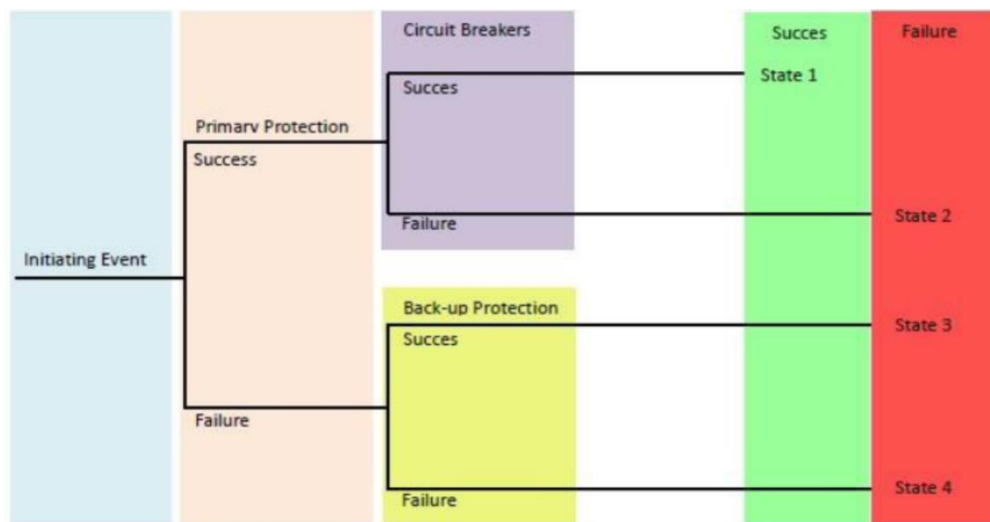 Circuit Breakers
Succes
Failure
Succes
State 1
Primary Protection
Success
Failure
State 2
Initiating Event
Back-up Protection
State 3
Succes
Failure
Failure
State 4